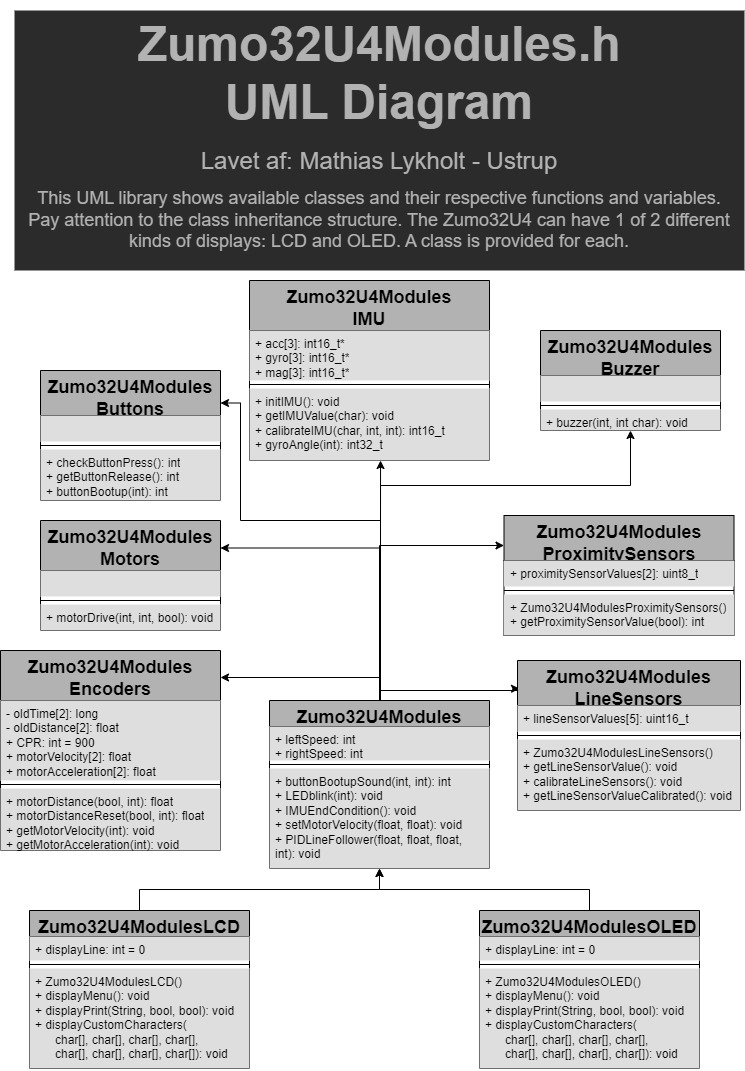 Zumo32U4Modules.h
UML Diagram
Lavet af: Mathias Lykholt - Ustrup
This UML library shows available classes and their respective functions and variables.
Pay attention to the class inheritance structure. The Zumo32U4 can have 1 of 2 different
kinds of displays: LCD and OLED. A class is provided for each.
Zumo32U4Modules
IMU
+ acc[3]: int16_t*
+ gyro[3]: int16_t*
+ mag[3]: int16_t*
+ initIMU(): void
+ getIMUValue(char): void
+ calibrateIMU(char, int, int): int16_t
+ gyroAngle(int): int32_t
Zumo32U4Modules
Buzzer
+ buzzer(int, int char): void
Zumo32U4Modules
Buttons
+ checkButtonPress(): int
+ getButtonRelease(): int
+ buttonBootup(int): int
Zumo32U4Modules
Motors
+ motorDrive(int, int, bool): void
Zumo32U4Modules
ProximitySensors
+ proximitySensorValues[2]: uint8_t
+ Zumo32U4ModulesProximitySensors()
+ getProximitySensorValue(bool): int
Zumo32U4Modules
Encoders
- oldTime[2]: long
- oldDistance[2]: float
+ CPR: int = 900
+ motorVelocity[2]: float
+ motorAcceleration[2]: float
+ motorDistance(bool, int): float
+ motorDistanceReset(bool, int): float
+ getMotorVelocity(int): void
+ getMotorAcceleration(int): void
Zumo32U4Modules
LineSensors
+ lineSensorValues[5]: uint16_t
+ Zumo32U4ModulesLineSensors()
+ getLineSensorValue(): void
+ calibrateLineSensors(): void
+ getLineSensorValueCalibrated(): void
Zumo32U4Modules
+ leftSpeed: int
+ rightSpeed: int
+ buttonBootupSound(int, int): int
+ LEDblink(int): void
+ IMUEndCondition(): void
+ setMotorVelocity(float, float): void
+ PIDLineFollower(float, float, float,
int): void
Zumo32U4ModulesLCD
+ displayLine: int = 0
+ Zumo32U4ModulesLCD()
+ displayMenu(): void
+ displayPrint(String, bool, bool): void
+ displayCustomCharacters(
char[], char[], char[], char[],
char[], char[], char[], char[]): void
Zumo32U4ModulesOLED
+ displayLine: int = 0
+ Zumo32U4ModulesOLED()
+ displayMenu(): void
+ displayPrint(String, bool, bool): void
+ displayCustomCharacters(
char[], char[], char[], char[],
char[], char[], char[], char[]): void